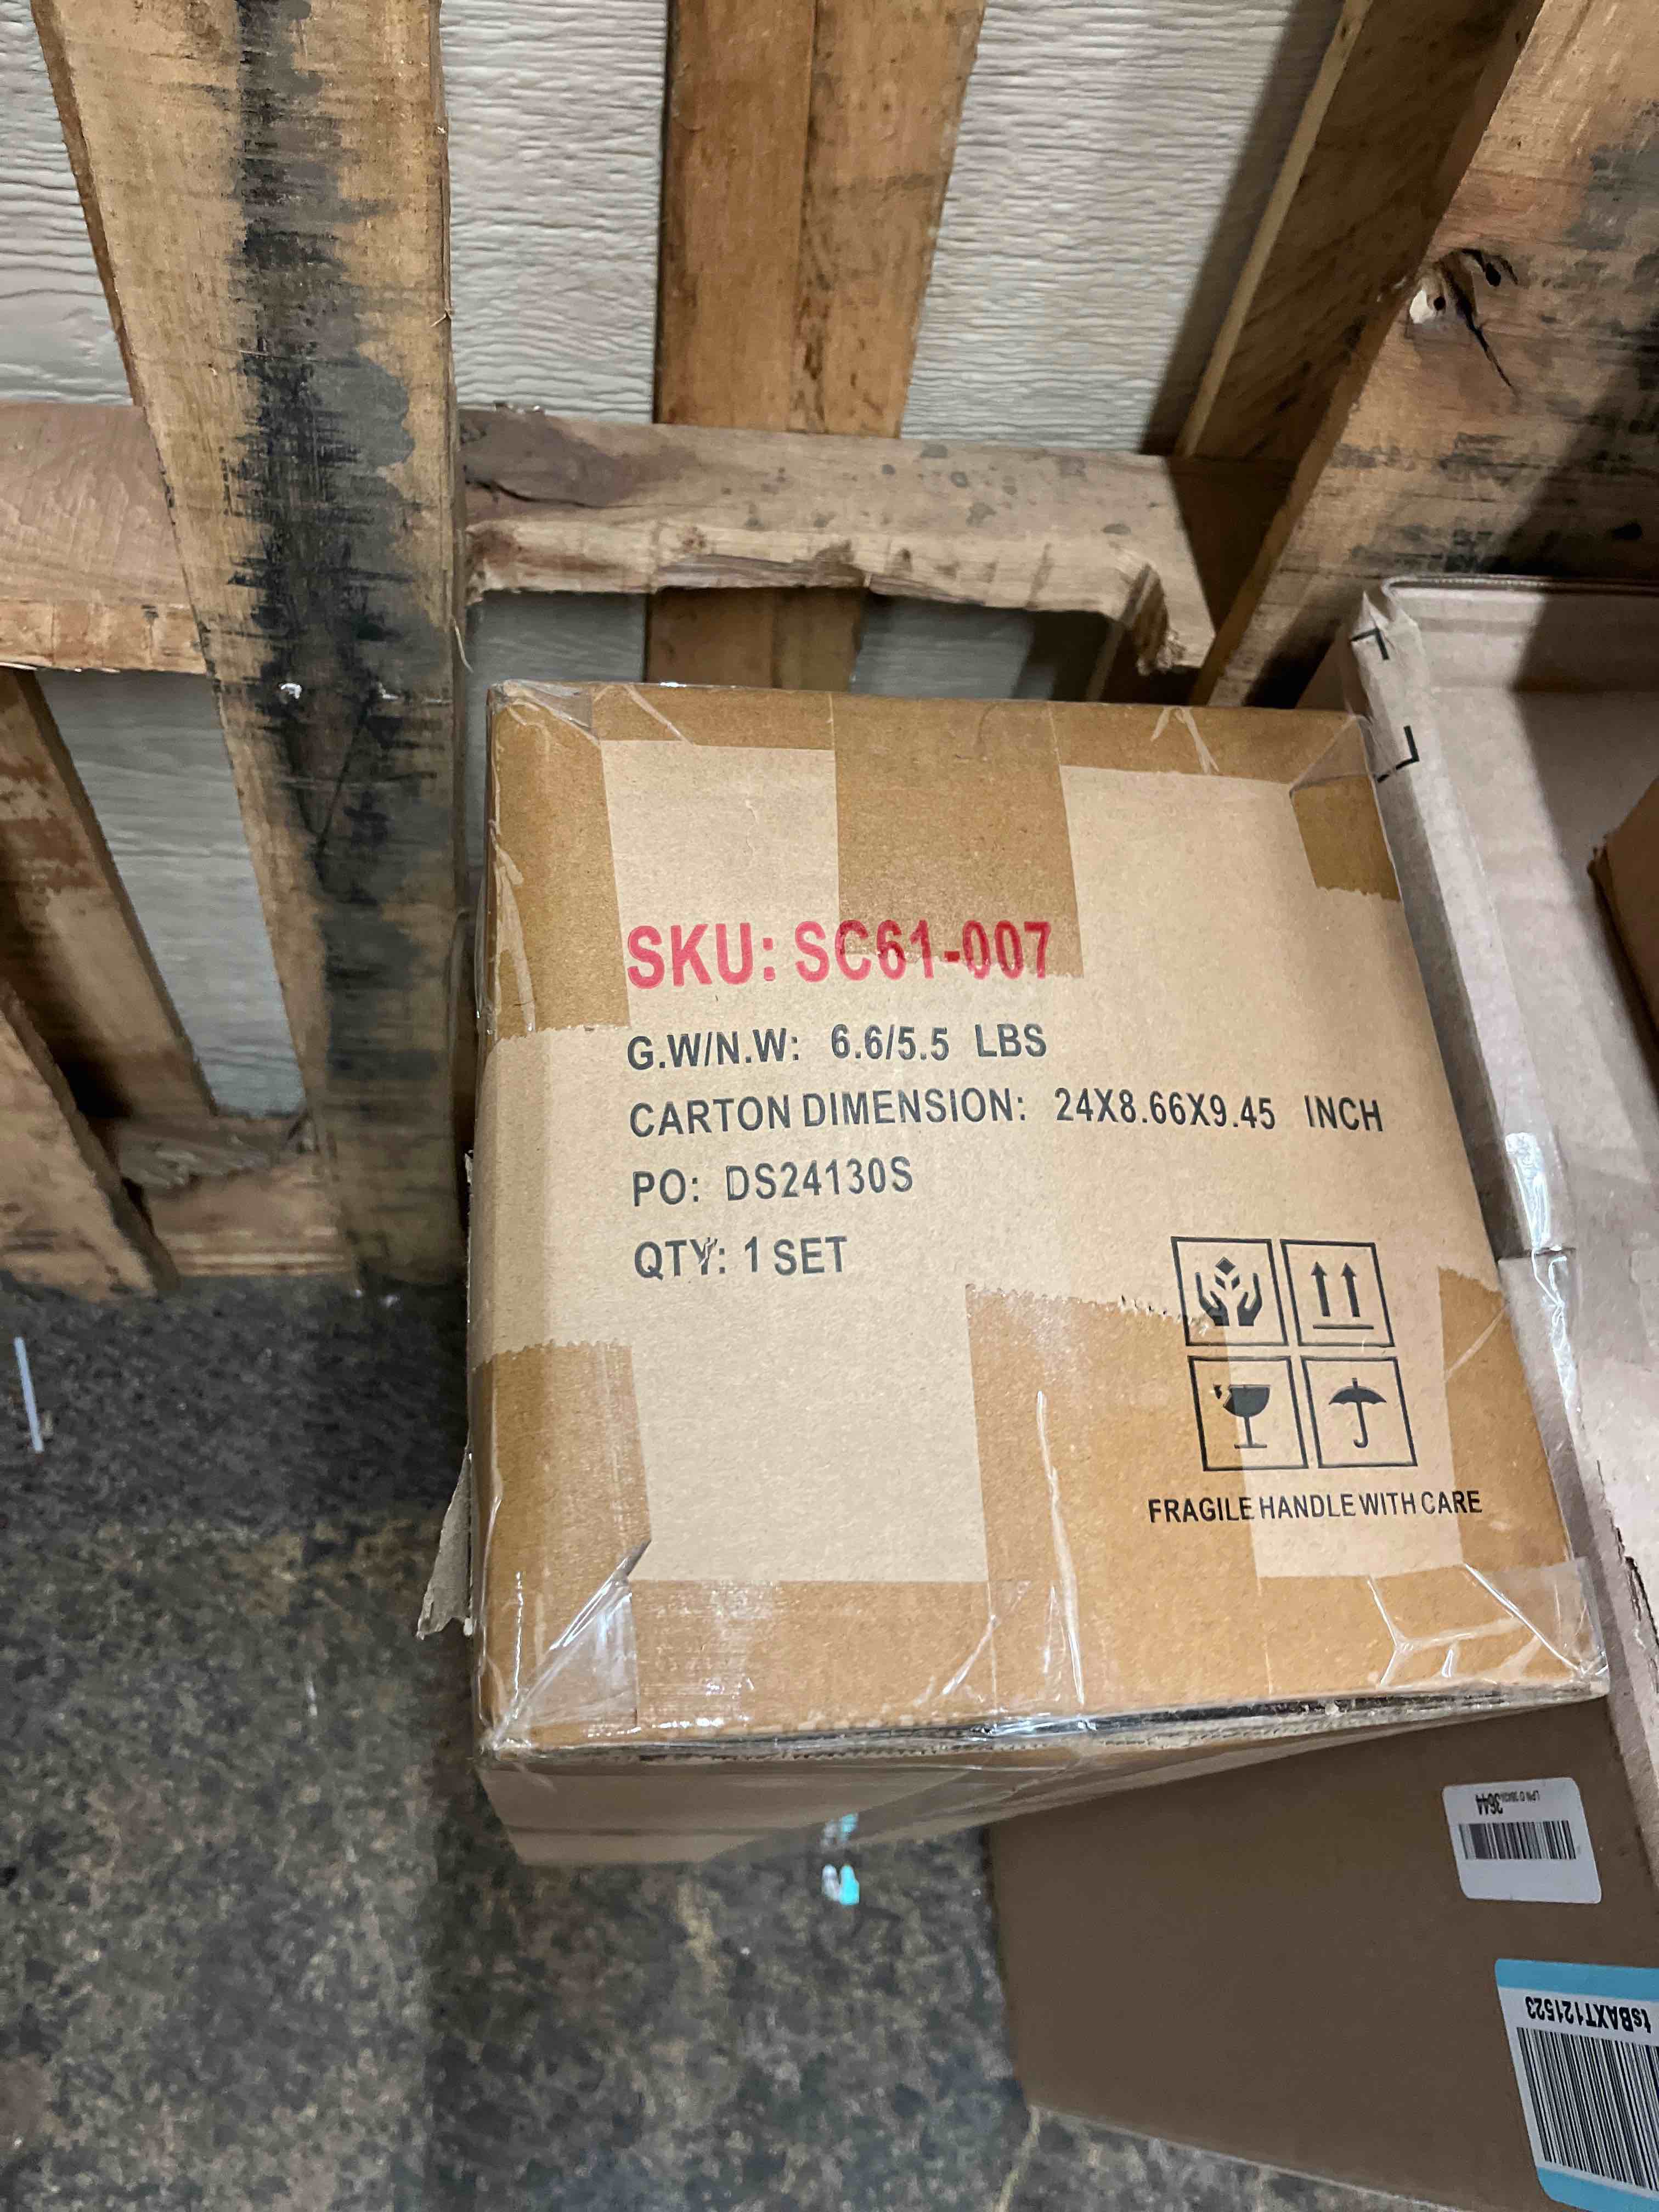 SKU: SC61-007
G.W/N.W: 6.6/5.5 LBS
CARTON DIMENSION: 24X8.66X9.45 INCH
PO: DS24130S
QTY: 1 SET
FRAGILE HANDLE WITH CARE
3644
tsBAXT121523